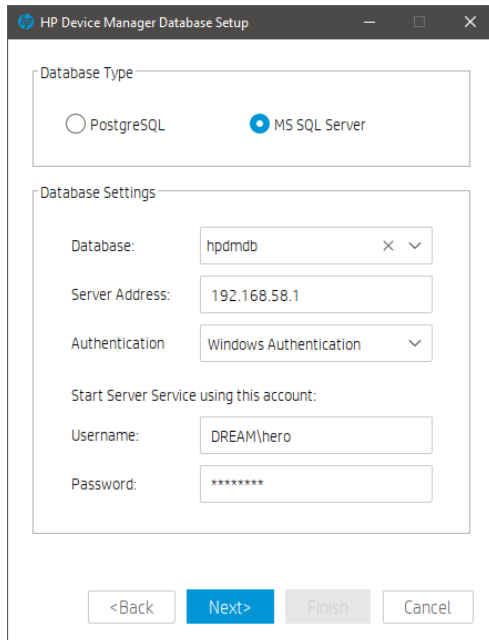 HP Device Manager Database Setup
Database Type
PostgreSQL MS SQL Server
Database Settings
Database: hpdmdb
Server Address: 192.168.58.1
Authentication Windows Authentication
Start Server Service using this account:
Username: DREAM\hero
Password: ********
<Back Next> Finish Cancel